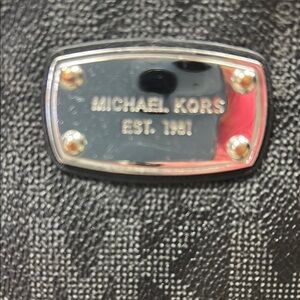 MICHAEL KORS
EST. 1981